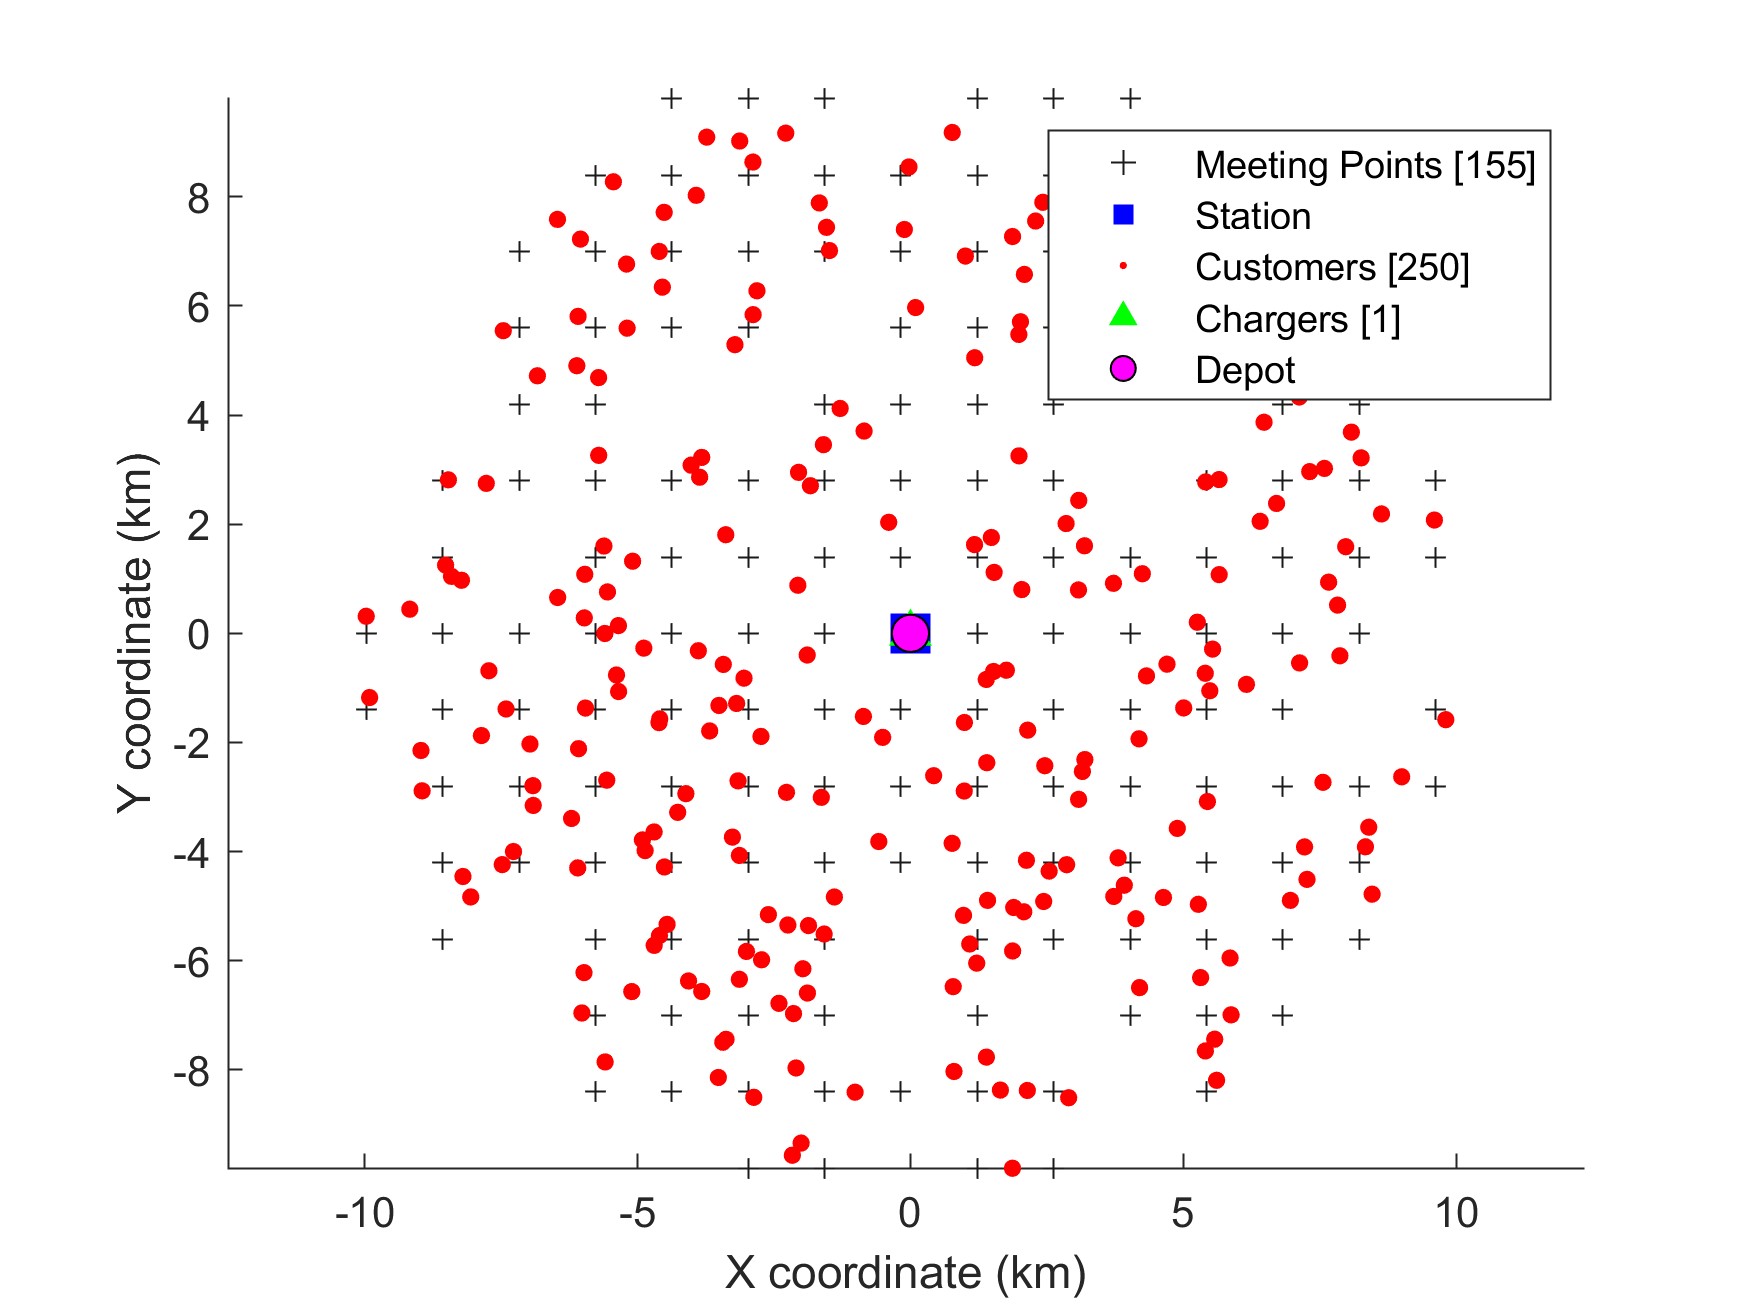 Meeting Points [155]
Station
Customers [250]
Chargers [1]
Depot
8
6
4
2
0
-2
-4
-6
-8
Y coordinate (km)
-10 -5 0 5 10
X coordinate (km)